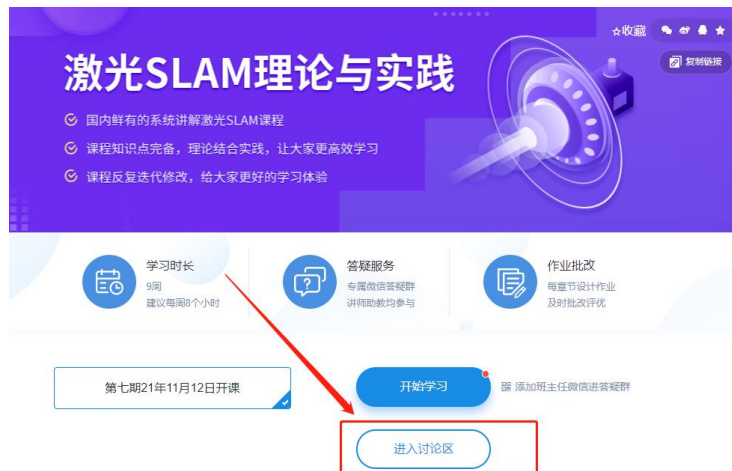 ☆收藏
复制链接
激光SLAM理论与实践
国内鲜有的系统讲解激光SLAM课程
课程知识点完备，理论结合实践，让大家更高效学习
课程反复迭代修改，给大家更好的学习体验
学习时长
9周
建议每周8个小时
答疑服务
专属微信答疑群
讲师助教均参与
作业批改
每章节设计作业
及时批改评优
第七期21年11月12日开课
开始学习
添加班主任微信进答疑群
进入讨论区